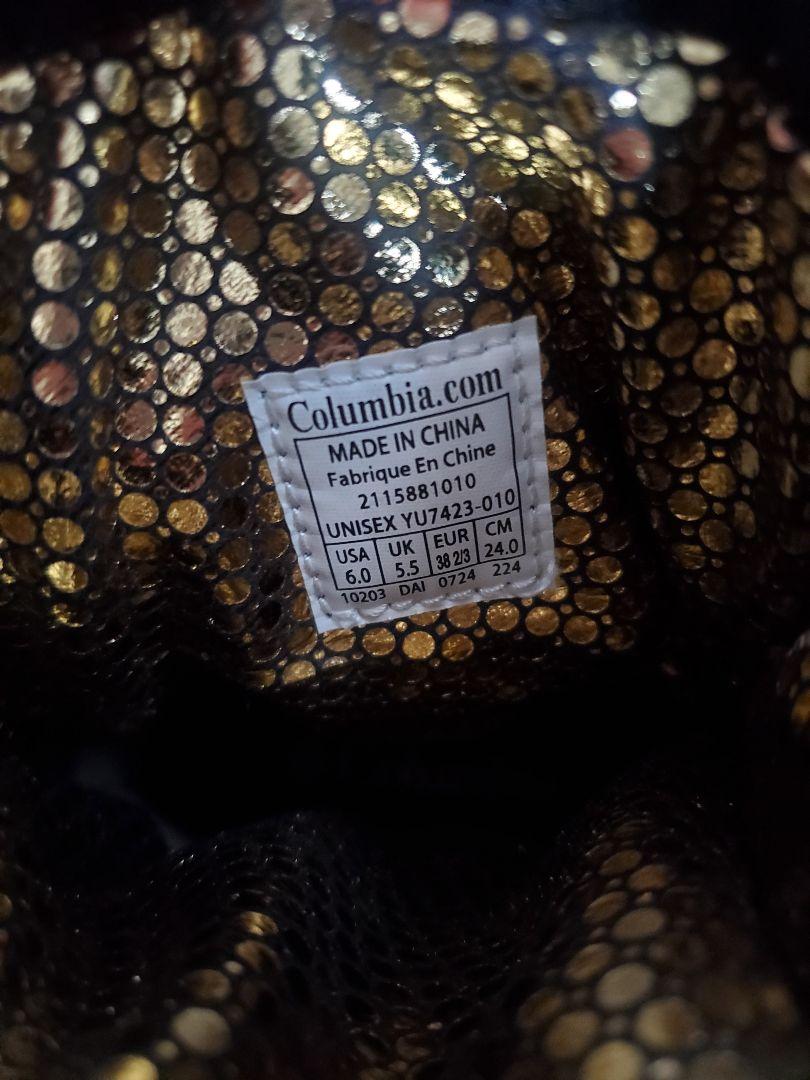 Columbia.com
MADE IN CHINA
Fabrique En Chine
2115881010
UNISEX YU7423-010
USA UK EUR CM
6.0 5.5 38 2/3 24.0
10203 DAI 0724 224